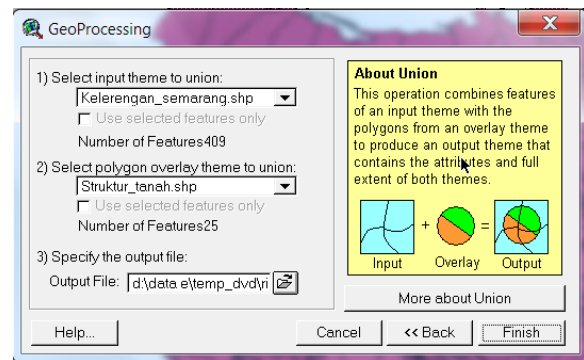 GeoProcessing
X
1) Select input theme to union:
Kelerengan_semarang.shp
Use selected features only
Number of Features409
2) Select polygon overlay theme to union:
Struktur_tanah.shp
Use selected features only
Number of Features25
3) Specify the output file:
Output File: d:\data e\temp_dvd\ri
About Union
This operation combines features
of an input theme with the
polygons from an overlay theme
to produce an output theme that
contains the attributes and full
extent of both themes.
+ =
Input Overlay Output
More about Union
Help... Cancel << Back Finish